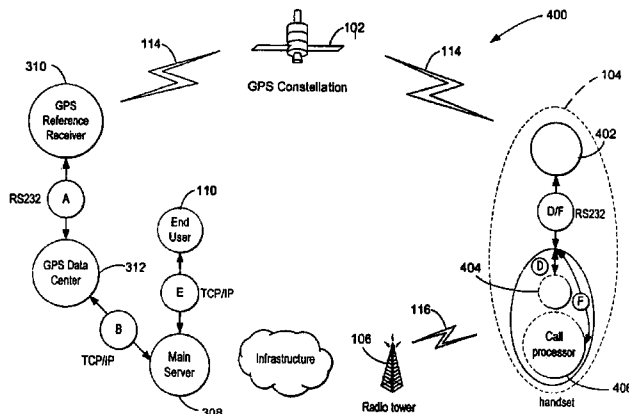 400
102
114
GPS Constellation
114
310
GPS
Reference
Receiver
104
402
RS232
A
110
End
User
D/F
RS232
GPS Data
Center
312
E
TCP/IP
D
404
F
B
TCP/IP
Main
Server
308
Infrastructure
106
116
Radio tower
Call
processor
406
handset